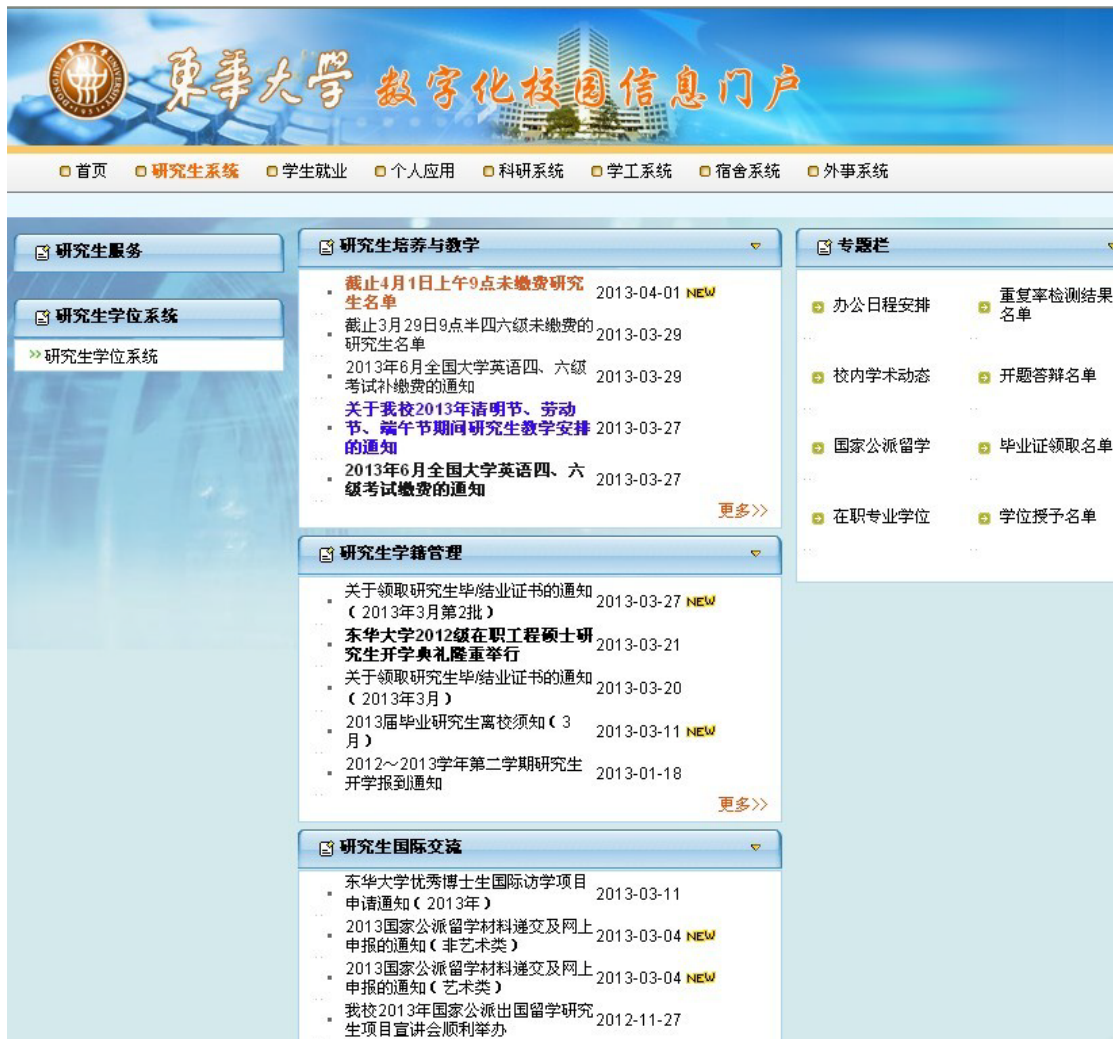 東華大学 数字化校园信息门户
首页 研究生系统 学生就业 个人应用 科研系统 学工系统 宿舍系统 外事系统
研究生服务
研究生学位系统
研究生学位系统
研究生培养与教学
截止4月1日上午9点未缴费研究
生名单 2013-04-01 NEW
截止3月29日9点半四六级未缴费的
研究生名单 2013-03-29
2013年6月全国大学英语四、六级
考试补缴费的通知 2013-03-29
关于我校2013年清明节、劳动
节、端午节期间研究生教学安排 2013-03-27
的通知
2013年6月全国大学英语四、六
级考试缴费的通知 2013-03-27
更多>>
研究生学籍管理
关于领取研究生毕/结业证书的通知
(2013年3月第2批) 2013-03-27 NEW
东华大学2012级在职工程硕士研
究生开学典礼隆重举行 2013-03-21
关于领取研究生毕/结业证书的通知
(2013年3月) 2013-03-20
2013届毕业研究生离校须知(3
月) 2013-03-11 NEW
2012~2013学年第二学期研究生
开学报到通知 2013-01-18
更多>>
研究生国际交流
东华大学优秀博士生国际访学项目
申请通知(2013年) 2013-03-11
2013国家公派留学材料递交及网上
申报的通知(非艺术类) 2013-03-04 NEW
2013国家公派留学材料递交及网上
申报的通知(艺术类) 2013-03-04 NEW
我校2013年国家公派出国留学研究
生项目宣讲会顺利举办 2012-11-27
专题栏
办公日程安排 重复率检测结果
名单
校内学术动态 开题答辩名单
国家公派留学 毕业证领取名单
在职专业学位 学位授予名单